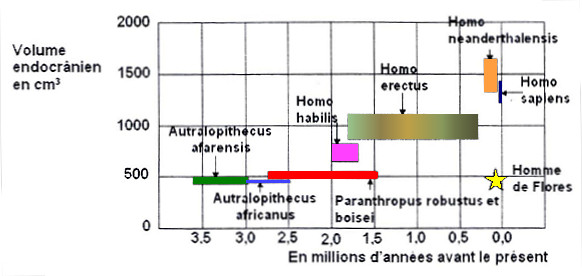 Volume
endocrânien
en cm³
2000
1500
1000
500
0
Homo
neanderthalensis
Homo
sapiens
Homo
erectus
Homo
habilis
Autralopithecus
afarensis
Autralopithecus
africanus
Paranthropus robustus et
boisei
Homme
de Flores
3.5 3,0 2,5 2,0 1,5 1,0 0,5 0,0
En millions d'années avant le présent